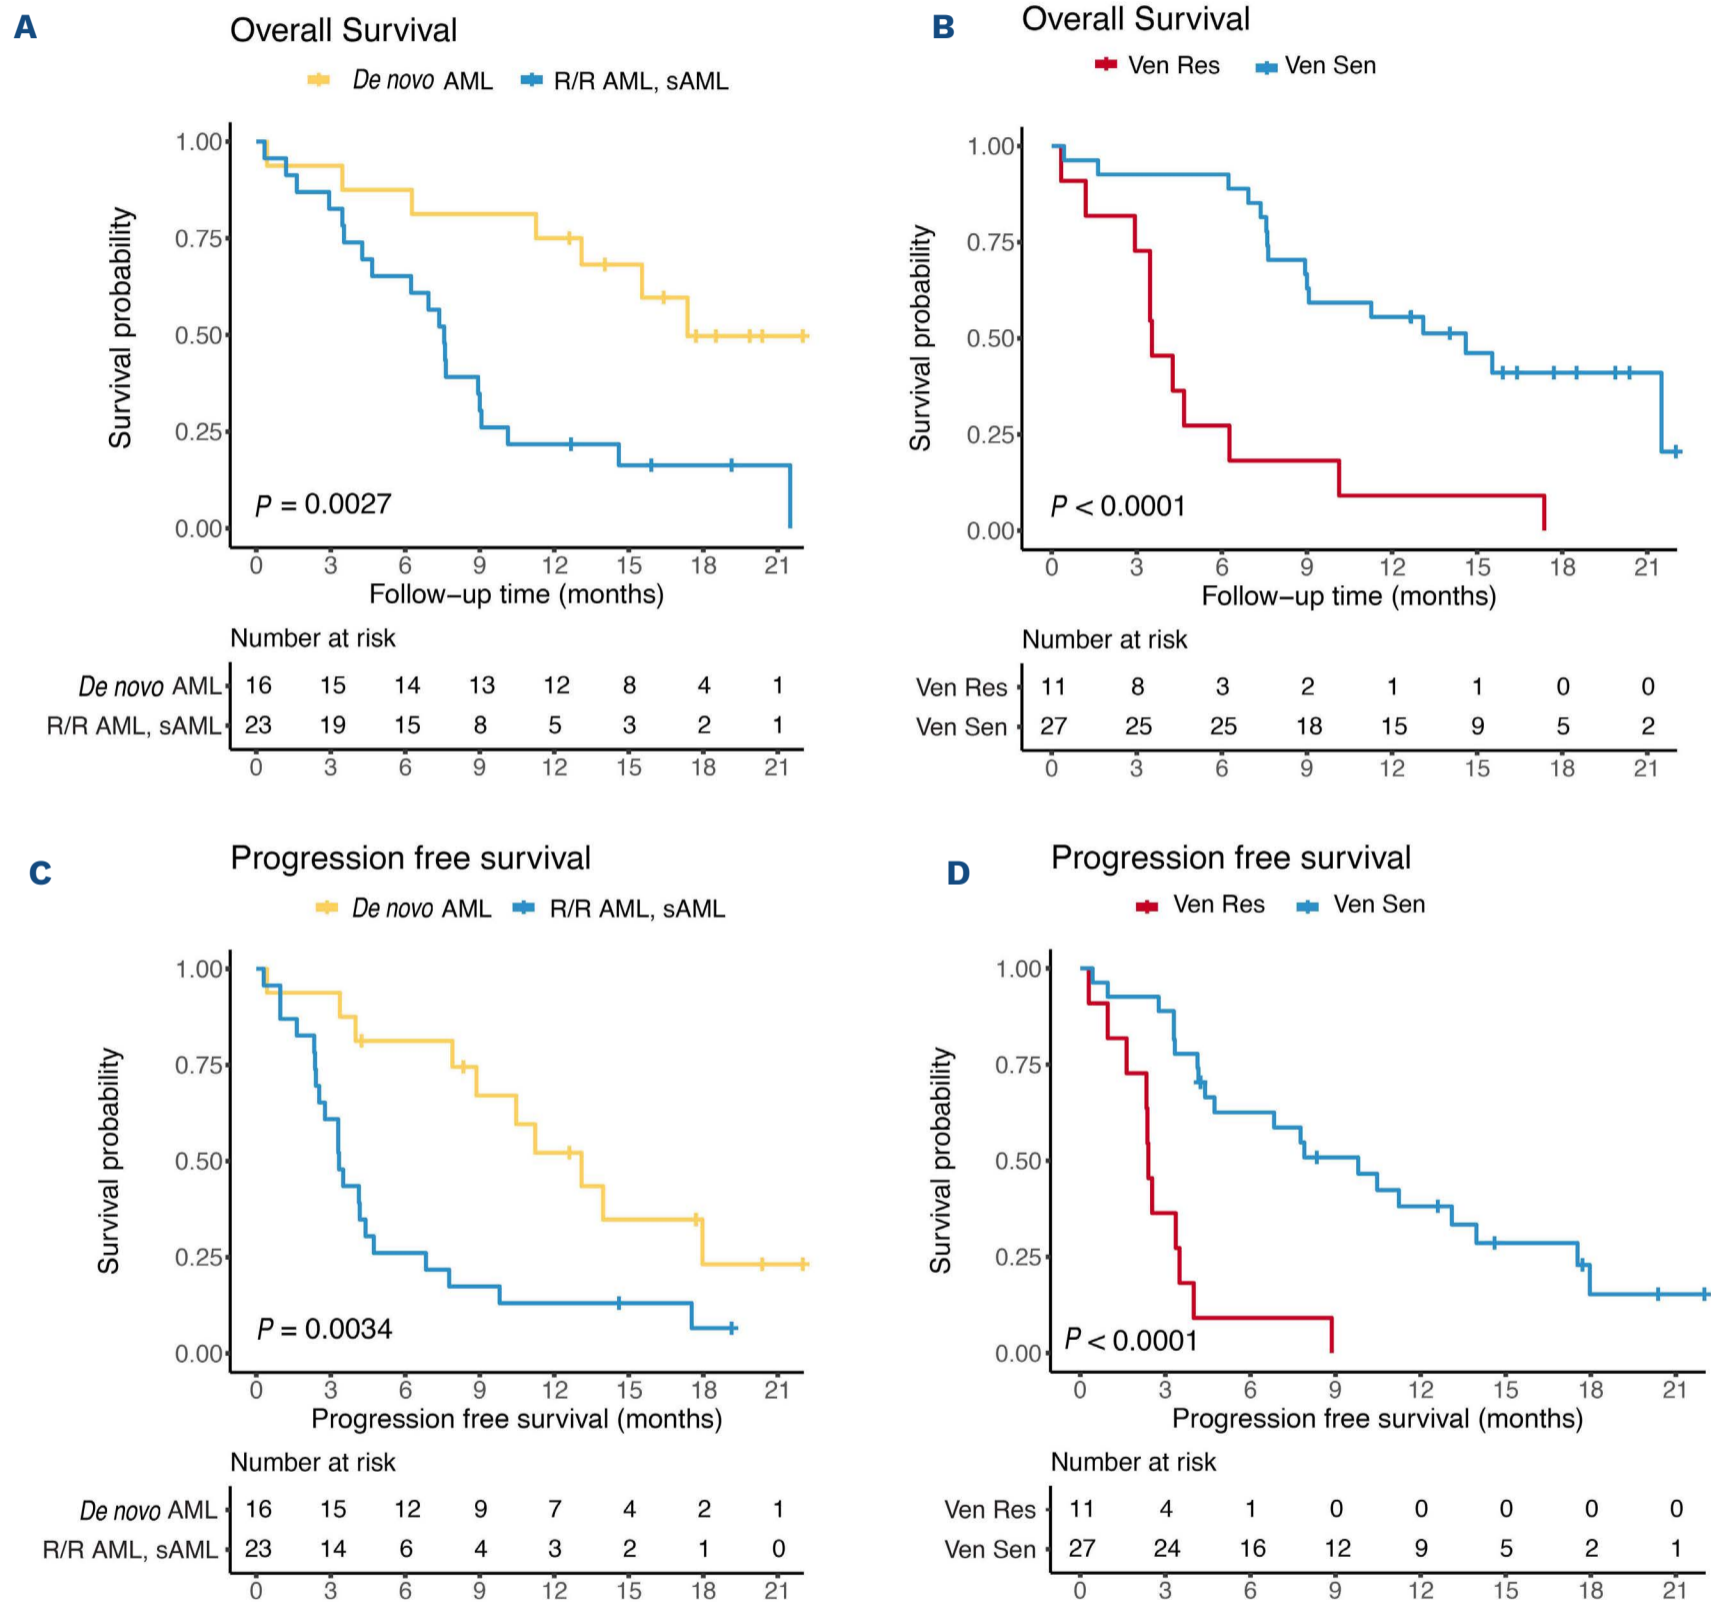 A
Overall Survival
De novo AML R/R AML, sAML
1.00
0.75
0.50
0.25
0.00
Survival probability
P = 0.0027
0 3 6 9 12 15 18 21
Follow–up time (months)
Number at risk
De novo AML 16 15 14 13 12 8 4 1
R/R AML, sAML 23 19 15 8 5 3 2 1
0 3 6 9 12 15 18 21
B
Overall Survival
Ven Res Ven Sen
1.00
0.75
0.50
0.25
0.00
Survival probability
P < 0.0001
0 3 6 9 12 15 18 21
Follow–up time (months)
Number at risk
Ven Res 11 8 3 2 1 1 0 0
Ven Sen 27 25 25 18 15 9 5 2
0 3 6 9 12 15 18 21
C
Progression free survival
De novo AML R/R AML, sAML
1.00
0.75
0.50
0.25
0.00
Survival probability
P = 0.0034
0 3 6 9 12 15 18 21
Progression free survival (months)
Number at risk
De novo AML 16 15 12 9 7 4 2 1
R/R AML, sAML 23 14 6 4 3 2 1 0
0 3 6 9 12 15 18 21
D
Progression free survival
Ven Res Ven Sen
1.00
0.75
0.50
0.25
0.00
Survival probability
P < 0.0001
0 3 6 9 12 15 18 21
Progression free survival (months)
Number at risk
Ven Res 11 4 1 0 0 0 0 0
Ven Sen 27 24 16 12 9 5 2 1
0 3 6 9 12 15 18 21